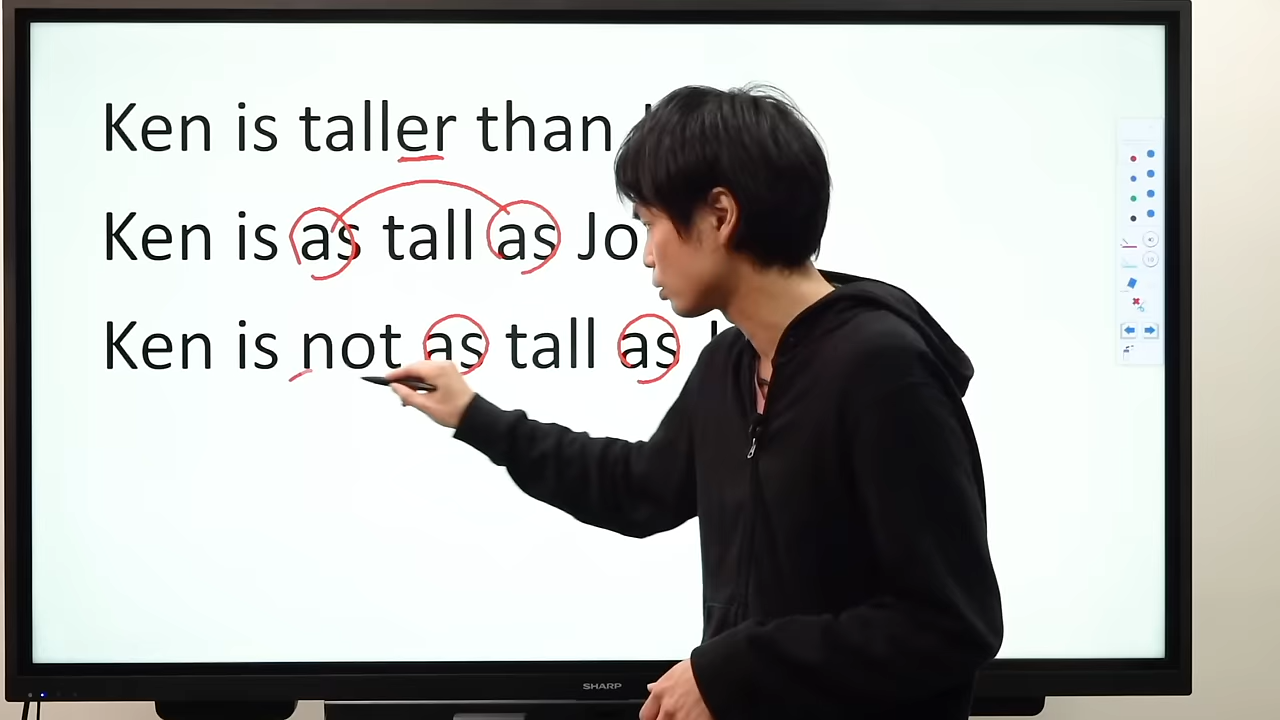 Ken is taller than
Ken is as tall as Jo
Ken is not as tall as
SHARP